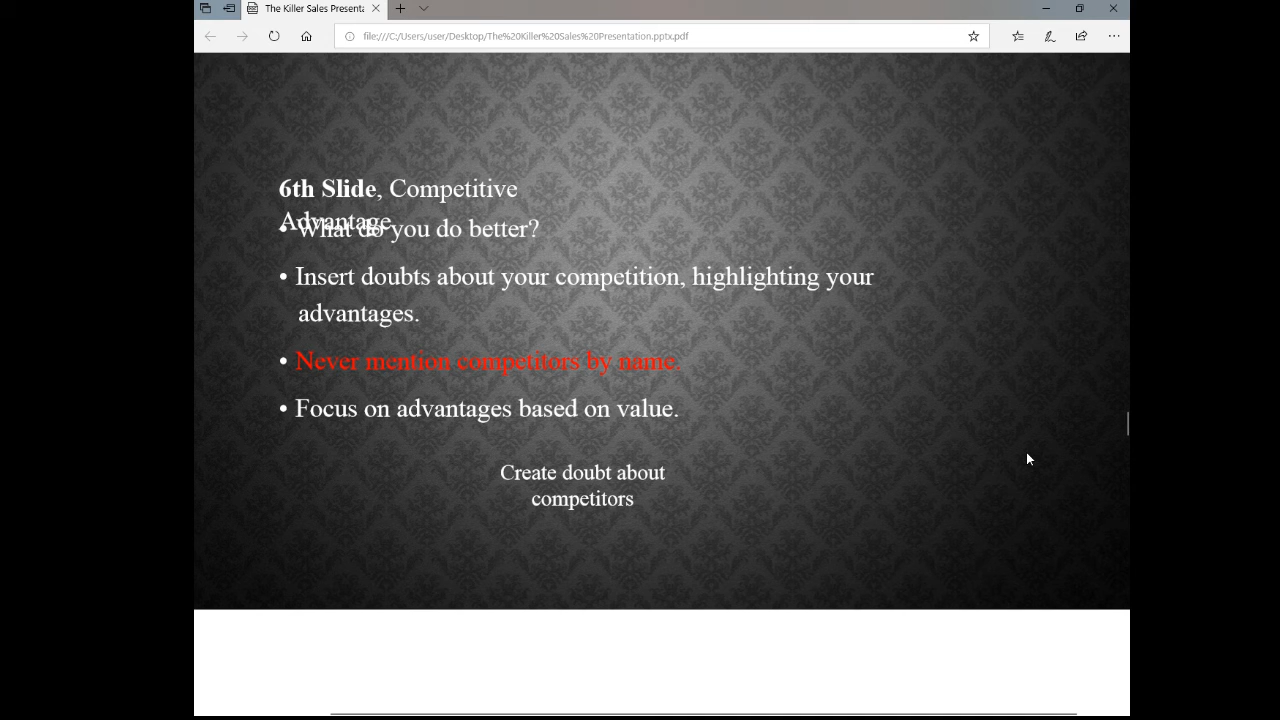 The Killer Sales Presenta
file:///C:/Users/user/Desktop/The%20Killer%20Sales%20Presentation.pptx.pdf
6th Slide, Competitive
Advantage
• What do you do better?
• Insert doubts about your competition, highlighting your
advantages.
• Never mention competitors by name.
• Focus on advantages based on value.
Create doubt about
competitors